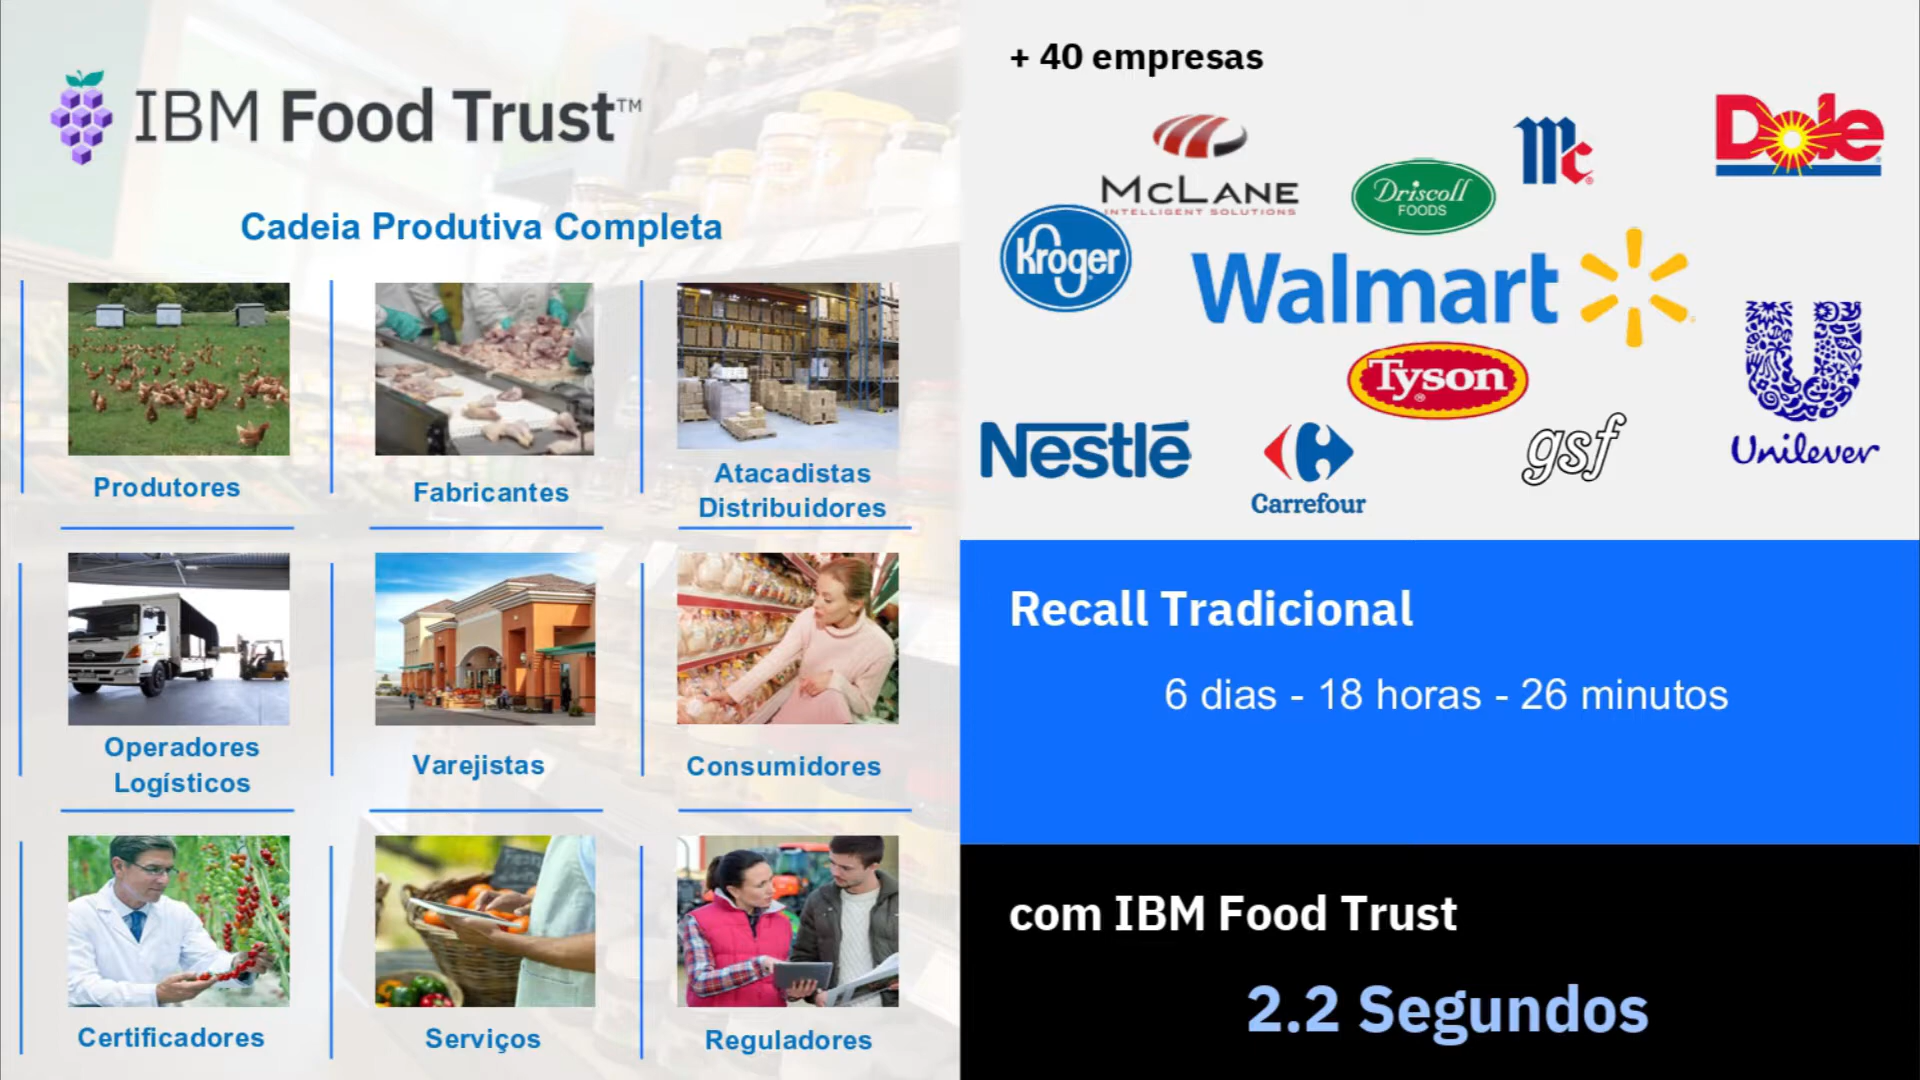 IBM Food Trust™
Cadeia Produtiva Completa
Produtores
Fabricantes
Atacadistas
Distribuidores
Operadores
Logísticos
Varejistas
Consumidores
Certificadores
Serviços
Reguladores
+ 40 empresas
McLANE
INTELLIGENT SOLUTIONS
Driscoll
FOODS
Mc
Dole
Kroger
Walmart
Tyson
Nestlé
Carrefour
gsf
Unilever
Recall Tradicional
6 dias - 18 horas - 26 minutos
com IBM Food Trust
2.2 Segundos